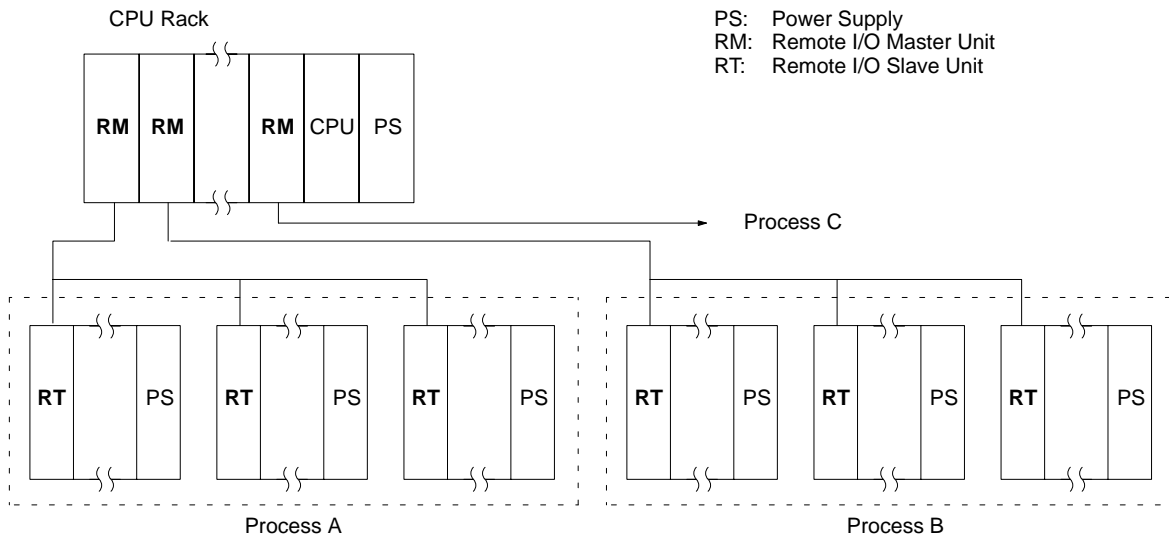 CPU Rack
PS: Power Supply
RM: Remote I/O Master Unit
RT: Remote I/O Slave Unit
RM RM RM CPU PS
Process C
RT PS RT PS RT PS RT PS RT PS RT PS
Process A Process B